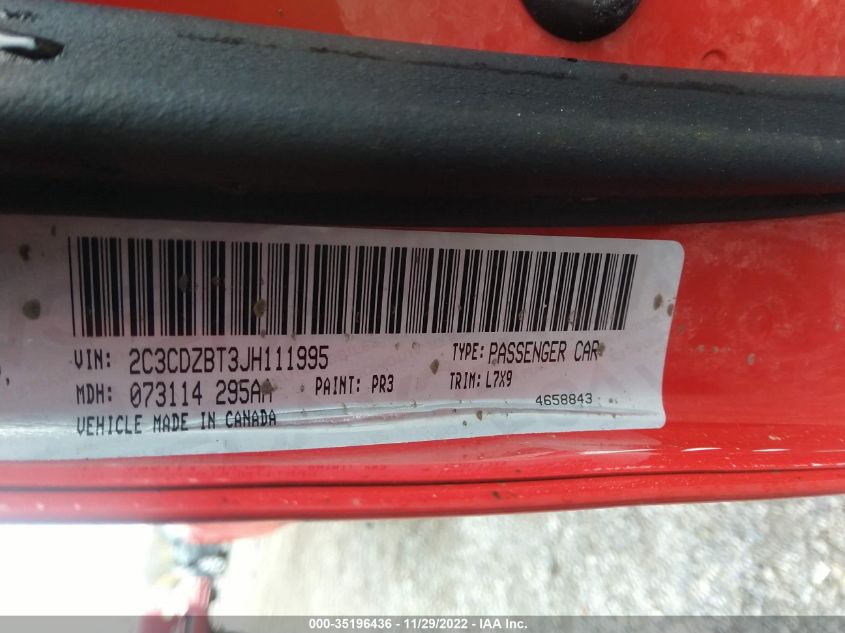 VIN: 2C3CDZBT3JH111995 TYPE: PASSENGER CAR
MDH: 073114 295AH PAINT: PR3 TRIM: L7X9
VEHICLE MADE IN CANADA 4658843
000-35196436 - 11/29/2022 - IAA Inc.